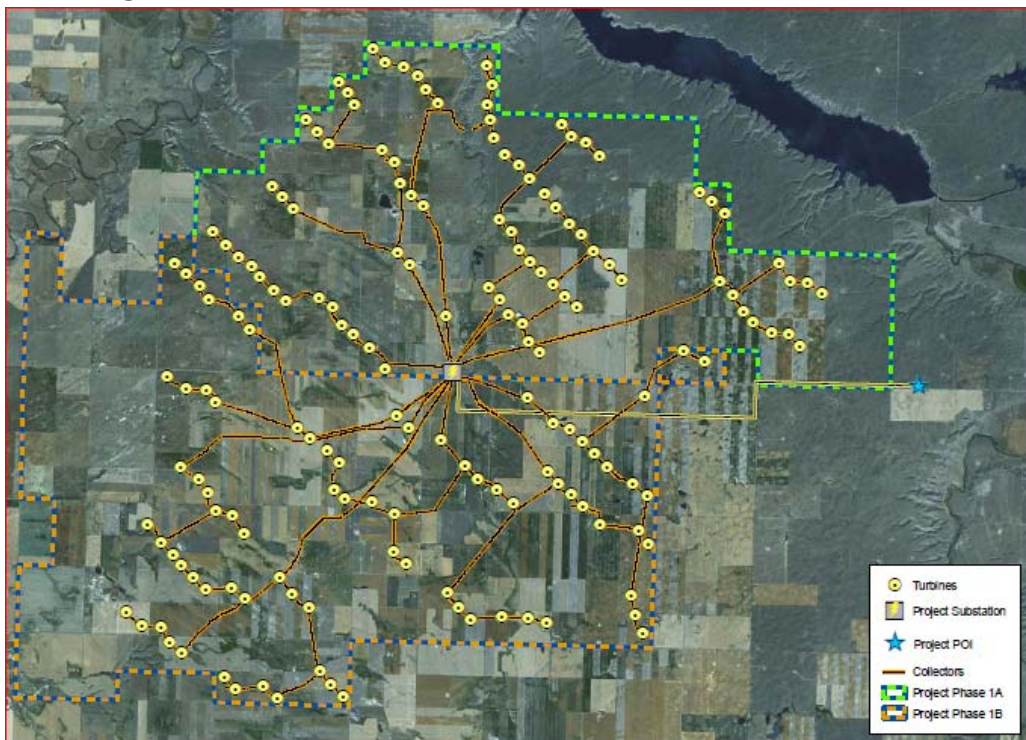 Turbines
Project Substation
Project POI
Collectors
Project Phase 1A
Project Phase 1B